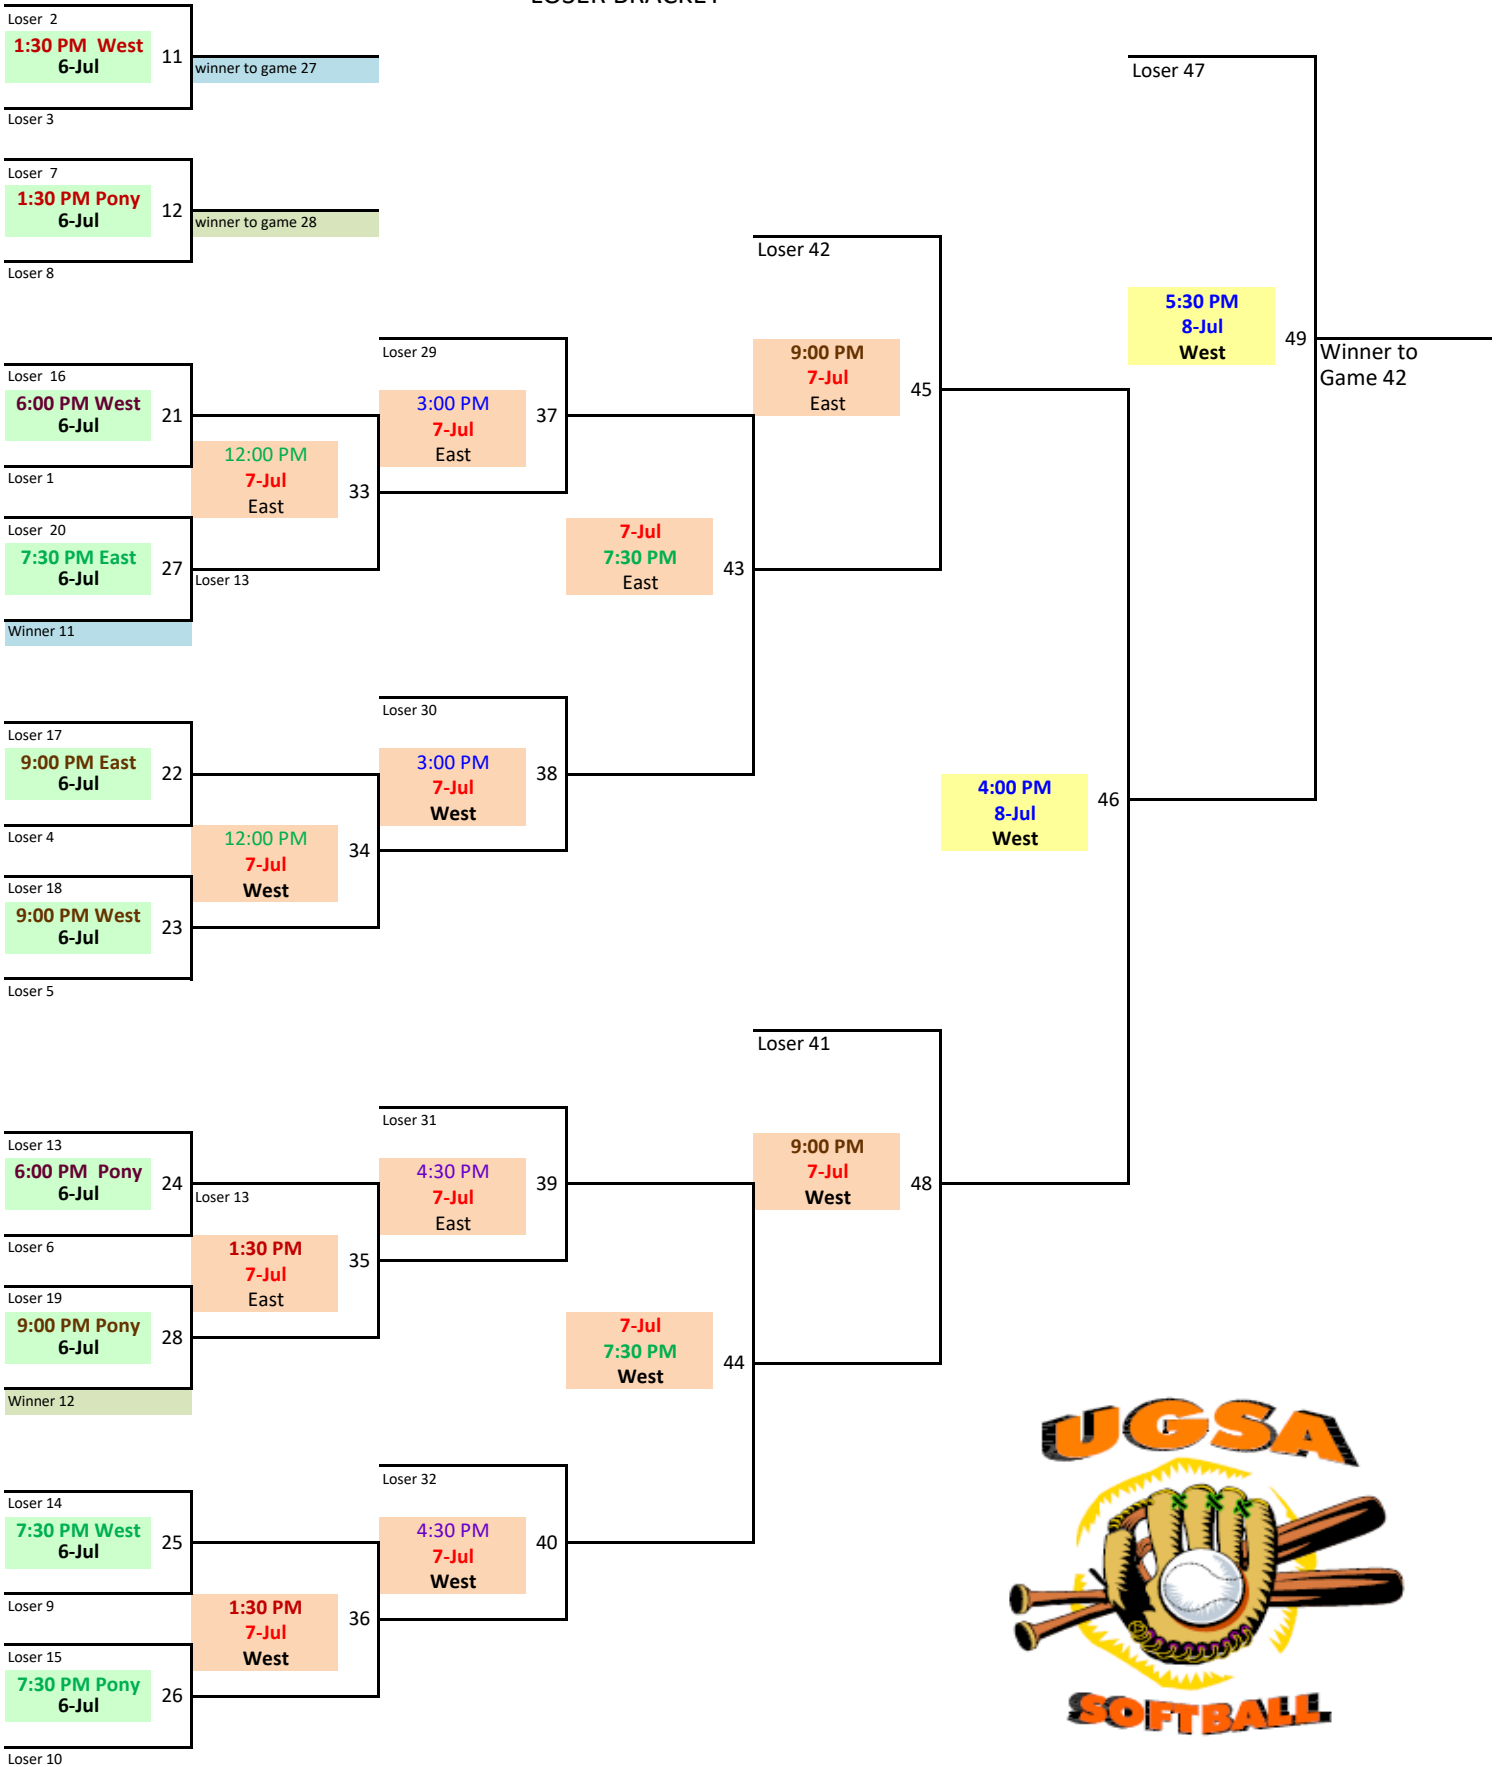 LOSER BRACKET
Loser 2
1:30 PM West
6-Jul
11
winner to game 27
Loser 3
Loser 47
Loser 7
1:30 PM Pony
6-Jul
12
winner to game 28
Loser 8
Loser 42
5:30 PM
8-Jul
West
49
Winner to
Game 42
Loser 29
9:00 PM
7-Jul
East
45
Loser 16
6:00 PM West
6-Jul
21
Loser 1
3:00 PM
7-Jul
East
37
12:00 PM
7-Jul
East
33
Loser 20
7:30 PM East
6-Jul
27
Loser 13
Winner 11
7-Jul
7:30 PM
East
43
Loser 30
Loser 17
9:00 PM East
6-Jul
22
Loser 4
3:00 PM
7-Jul
West
38
4:00 PM
8-Jul
West
46
12:00 PM
7-Jul
West
34
Loser 18
9:00 PM West
6-Jul
23
Loser 5
Loser 41
Loser 31
Loser 13
6:00 PM Pony
6-Jul
24
Loser 13
Loser 6
4:30 PM
7-Jul
East
39
9:00 PM
7-Jul
West
48
1:30 PM
7-Jul
East
35
Loser 19
9:00 PM Pony
6-Jul
28
Winner 12
7-Jul
7:30 PM
West
44
Loser 32
Loser 14
7:30 PM West
6-Jul
25
Loser 9
4:30 PM
7-Jul
West
40
1:30 PM
7-Jul
West
36
Loser 15
7:30 PM Pony
6-Jul
26
Loser 10
UGSA
SOFTBALL